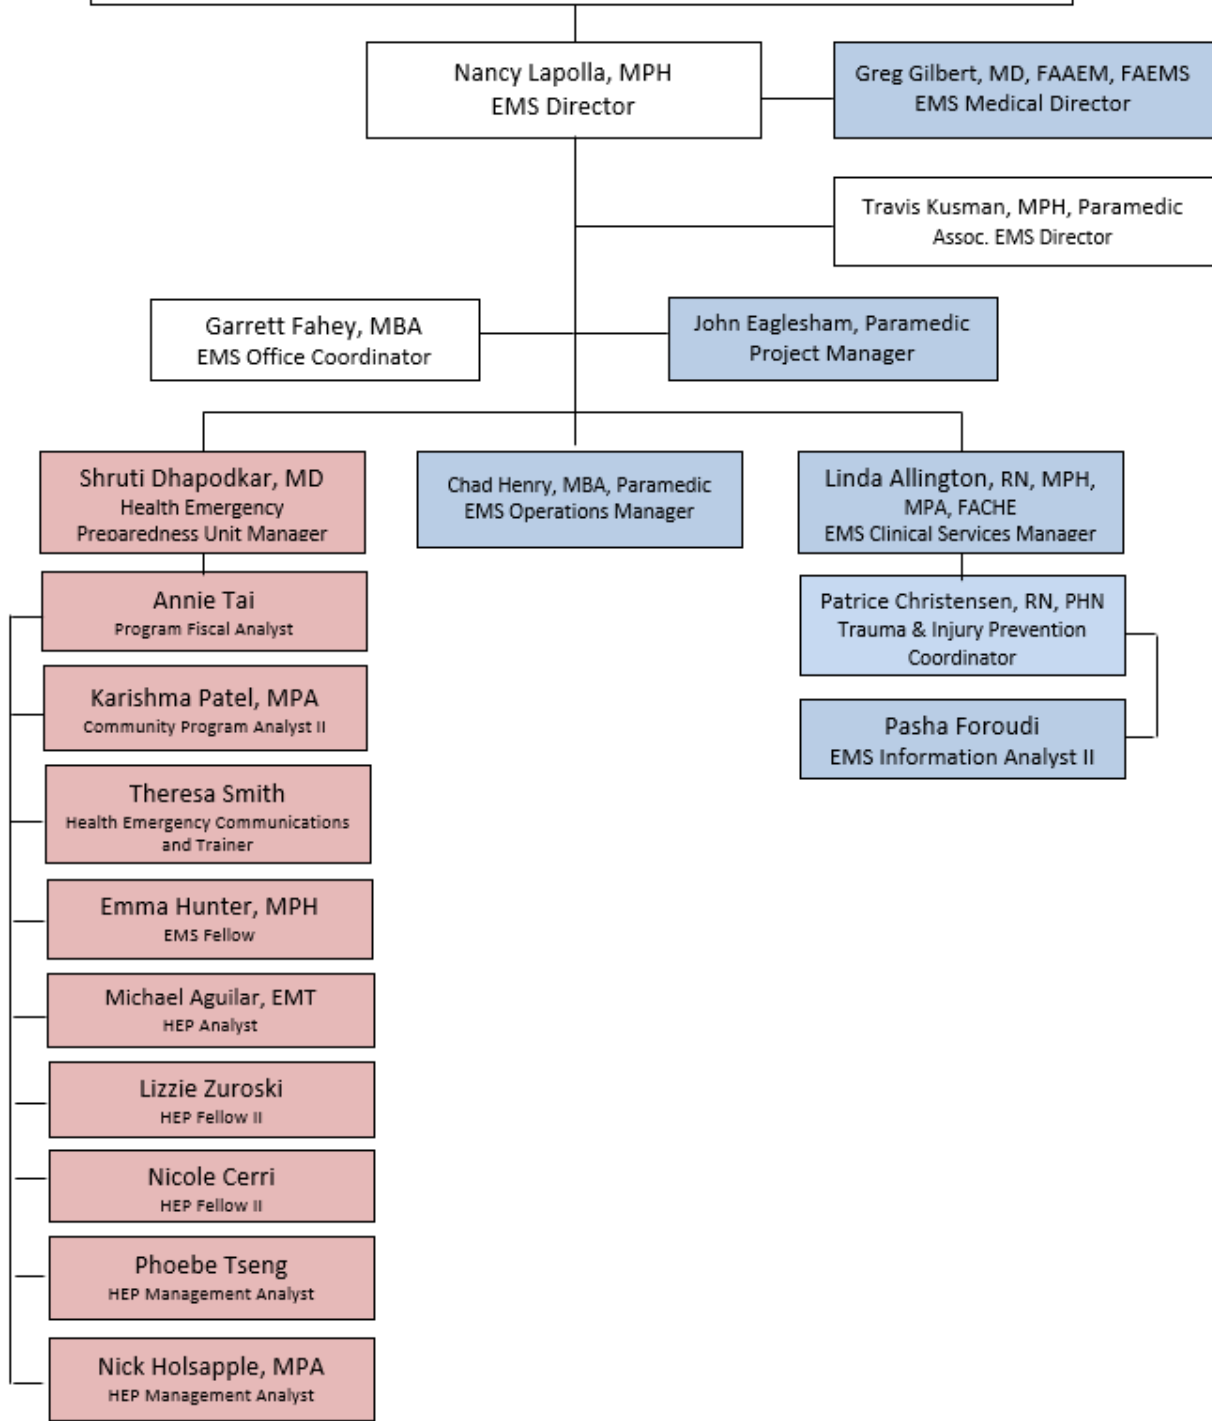 Nancy Lapolla, MPH
EMS Director
Greg Gilbert, MD, FAAEM, FAEMS
EMS Medical Director
Travis Kusman, MPH, Paramedic
Assoc. EMS Director
Garrett Fahey, MBA
EMS Office Coordinator
John Eaglesham, Paramedic
Project Manager
Shruti Dhapodkar, MD
Health Emergency
Preparedness Unit Manager
Chad Henry, MBA, Paramedic
EMS Operations Manager
Linda Allington, RN, MPH,
MPA, FACHE
EMS Clinical Services Manager
Annie Tai
Program Fiscal Analyst
Patrice Christensen, RN, PHN
Trauma & Injury Prevention
Coordinator
Karishma Patel, MPA
Community Program Analyst II
Pasha Foroudi
EMS Information Analyst II
Theresa Smith
Health Emergency Communications
and Trainer
Emma Hunter, MPH
EMS Fellow
Michael Aguilar, EMT
HEP Analyst
Lizzie Zuroski
HEP Fellow II
Nicole Cerri
HEP Fellow II
Phoebe Tseng
HEP Management Analyst
Nick Holsapple, MPA
HEP Management Analyst